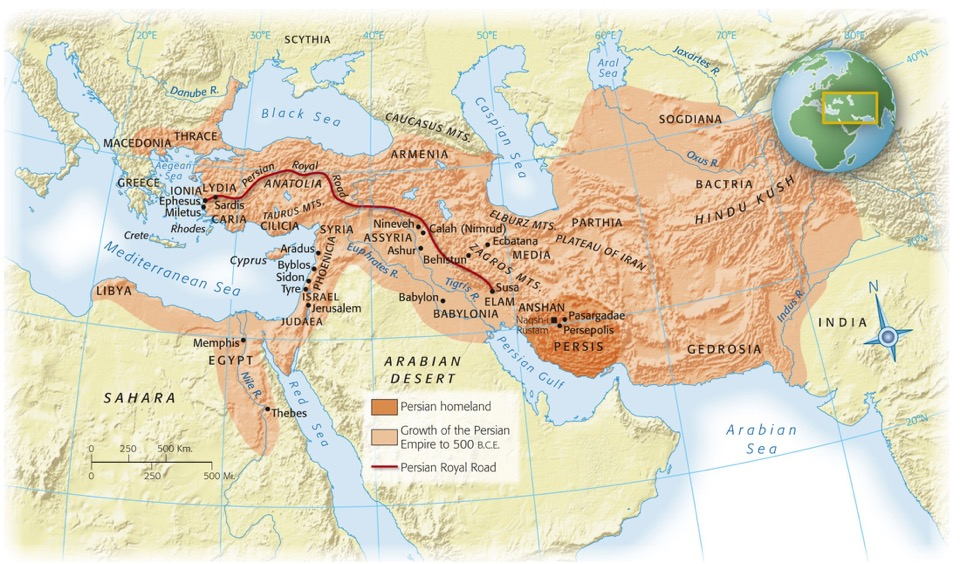 20°E
30°E
40°E
50°E
60°E
70°E
80°E
40°N
SCYTHIA
Aral
Sea
Jaxartes R.
Danube R.
Black Sea
CAUCASUS MTS.
Caspian Sea
SOGDIANA
MACEDONIA
THRACE
ARMENIA
Oxus R.
Aegean
Sea
Persian Royal Road
GREECE
IONIA
LYDIA
ANATOLIA
BACTRIA
HINDU KUSH
Ephesus
Sardis
Miletus
CARIA
TAURUS MTS.
CILICIA
Rhodes
Crete
SYRIA
Nineveh
Calah (Nimrud)
ELBURZ MTS.
PARTHIA
ASSYRIA
Ashur
Ecbatana
MEDIA
PLATEAU OF IRAN
30°N
Aradus
Cyprus
Euphrates R.
Behistun
ZAGROS MTS.
Mediterranean Sea
Byblos
PHOENICIA
Sidon
Tyre
Tigris R.
Susa
ELAM
LIBYA
ISRAEL
Jerusalem
JUDAEA
Babylon
BABYLONIA
ANSHAN
Naqsh-i
Rustam
Pasargadae
Persepolis
PERSIS
Indus R.
INDIA
N
Memphis
EGYPT
GEDROSIA
Persian Gulf
ARABIAN
DESERT
SAHARA
Nile R.
Red Sea
Thebes
Arabian
Sea
20°N
Persian homeland
Growth of the Persian
Empire to 500 B.C.E.
Persian Royal Road
0 250 500 Km.
0 250 500 Mi.